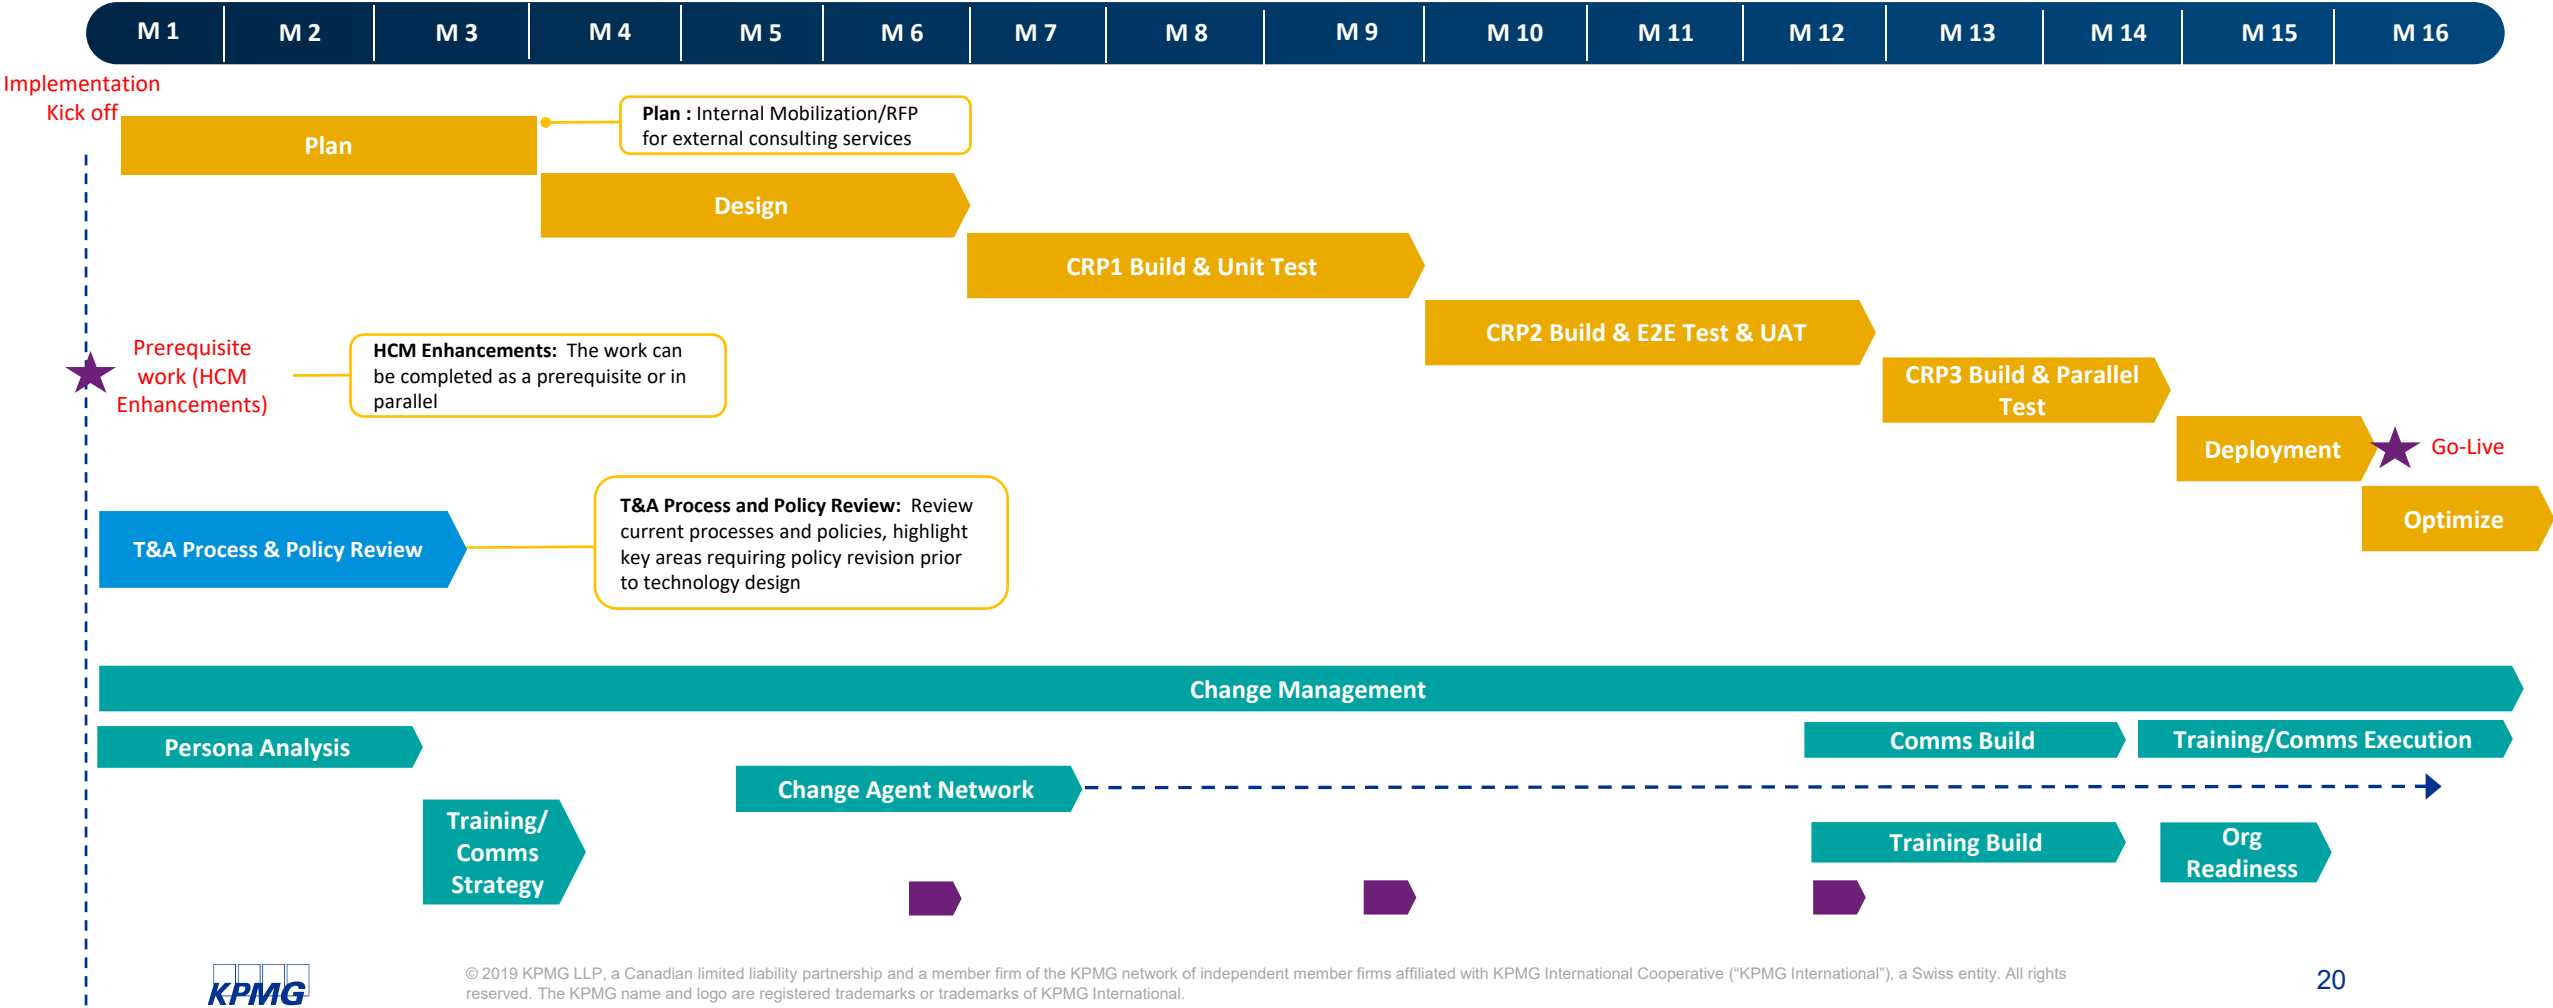 M 1 M 2 M 3 M 4 M 5 M 6 M 7 M 8 M 9 M 10 M 11 M 12 M 13 M 14 M 15 M 16
Implementation
Kick off
Plan
Plan : Internal Mobilization/RFP
for external consulting services
Design
CRP1 Build & Unit Test
CRP2 Build & E2E Test & UAT
Prerequisite
work (HCM
Enhancements)
HCM Enhancements: The work can
be completed as a prerequisite or in
parallel
CRP3 Build & Parallel
Test
Deployment
Go-Live
Optimize
T&A Process & Policy Review
T&A Process and Policy Review: Review
current processes and policies, highlight
key areas requiring policy revision prior
to technology design
Change Management
Persona Analysis
Comms Build
Training/Comms Execution
Change Agent Network
Training/
Comms
Strategy
Training Build
Org
Readiness
KPMG
© 2019 KPMG LLP, a Canadian limited liability partnership and a member firm of the KPMG network of independent member firms affiliated with KPMG International Cooperative (“KPMG International”), a Swiss entity. All rights
reserved. The KPMG name and logo are registered trademarks or trademarks of KPMG International.
20